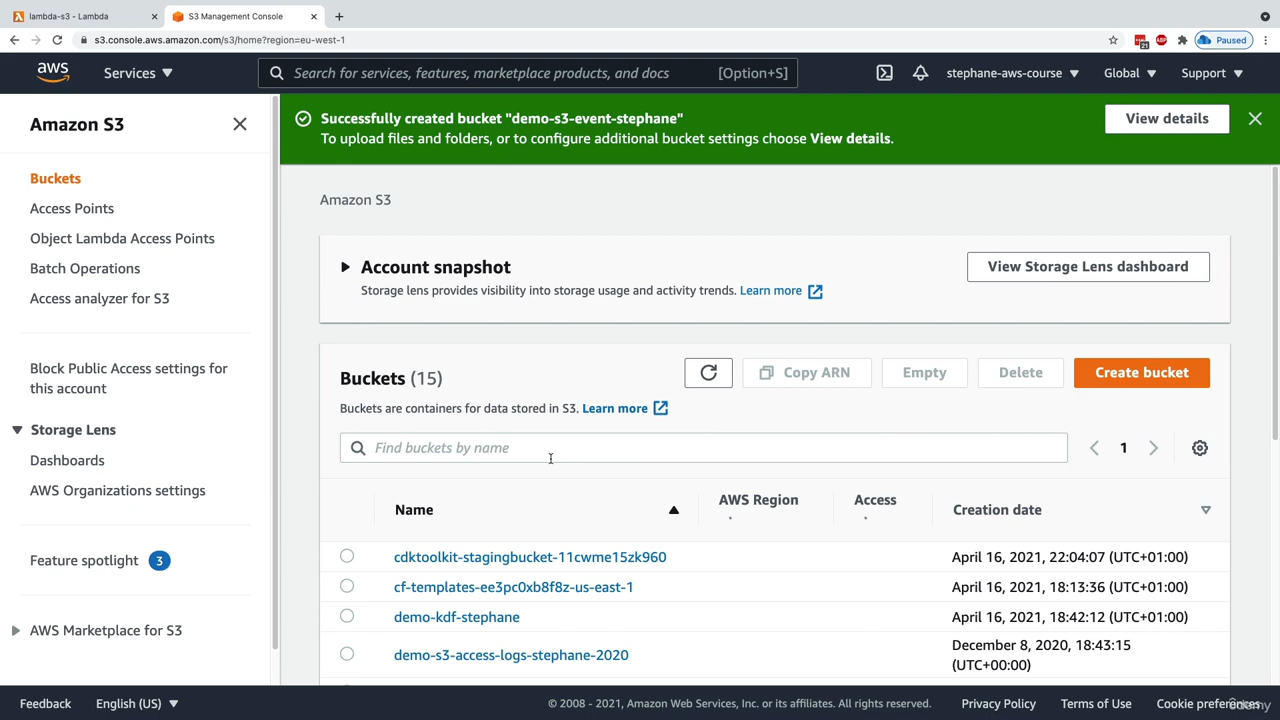 lambda-s3 - Lambda
S3 Management Console
s3.console.aws.amazon.com/s3/home?region=eu-west-1
21
ABP
Paused
aws
Services
Search for services, features, marketplace products, and docs
[Option+S]
stephane-aws-course
Global
Support
Amazon S3
Successfully created bucket "demo-s3-event-stephane"
To upload files and folders, or to configure additional bucket settings choose View details.
View details
Buckets
Access Points
Object Lambda Access Points
Batch Operations
Access analyzer for S3
Block Public Access settings for
this account
Storage Lens
Dashboards
AWS Organizations settings
Feature spotlight 3
AWS Marketplace for S3
Amazon S3
Account snapshot
Storage lens provides visibility into storage usage and activity trends. Learn more
View Storage Lens dashboard
Buckets (15)
Copy ARN
Empty
Delete
Create bucket
Buckets are containers for data stored in S3. Learn more
Find buckets by name
1
Name
AWS Region
Access
Creation date
cdktoolkit-stagingbucket-11cwme15zk960
April 16, 2021, 22:04:07 (UTC+01:00)
cf-templates-ee3pc0xb8f8z-us-east-1
April 16, 2021, 18:13:36 (UTC+01:00)
demo-kdf-stephane
April 16, 2021, 18:42:12 (UTC+01:00)
demo-s3-access-logs-stephane-2020
December 8, 2020, 18:43:15
(UTC+00:00)
Feedback
English (US)
© 2008 - 2021, Amazon Web Services, Inc. or its affiliates. All rights reserved.
Privacy Policy
Terms of Use
Cookie preferences
Udemy